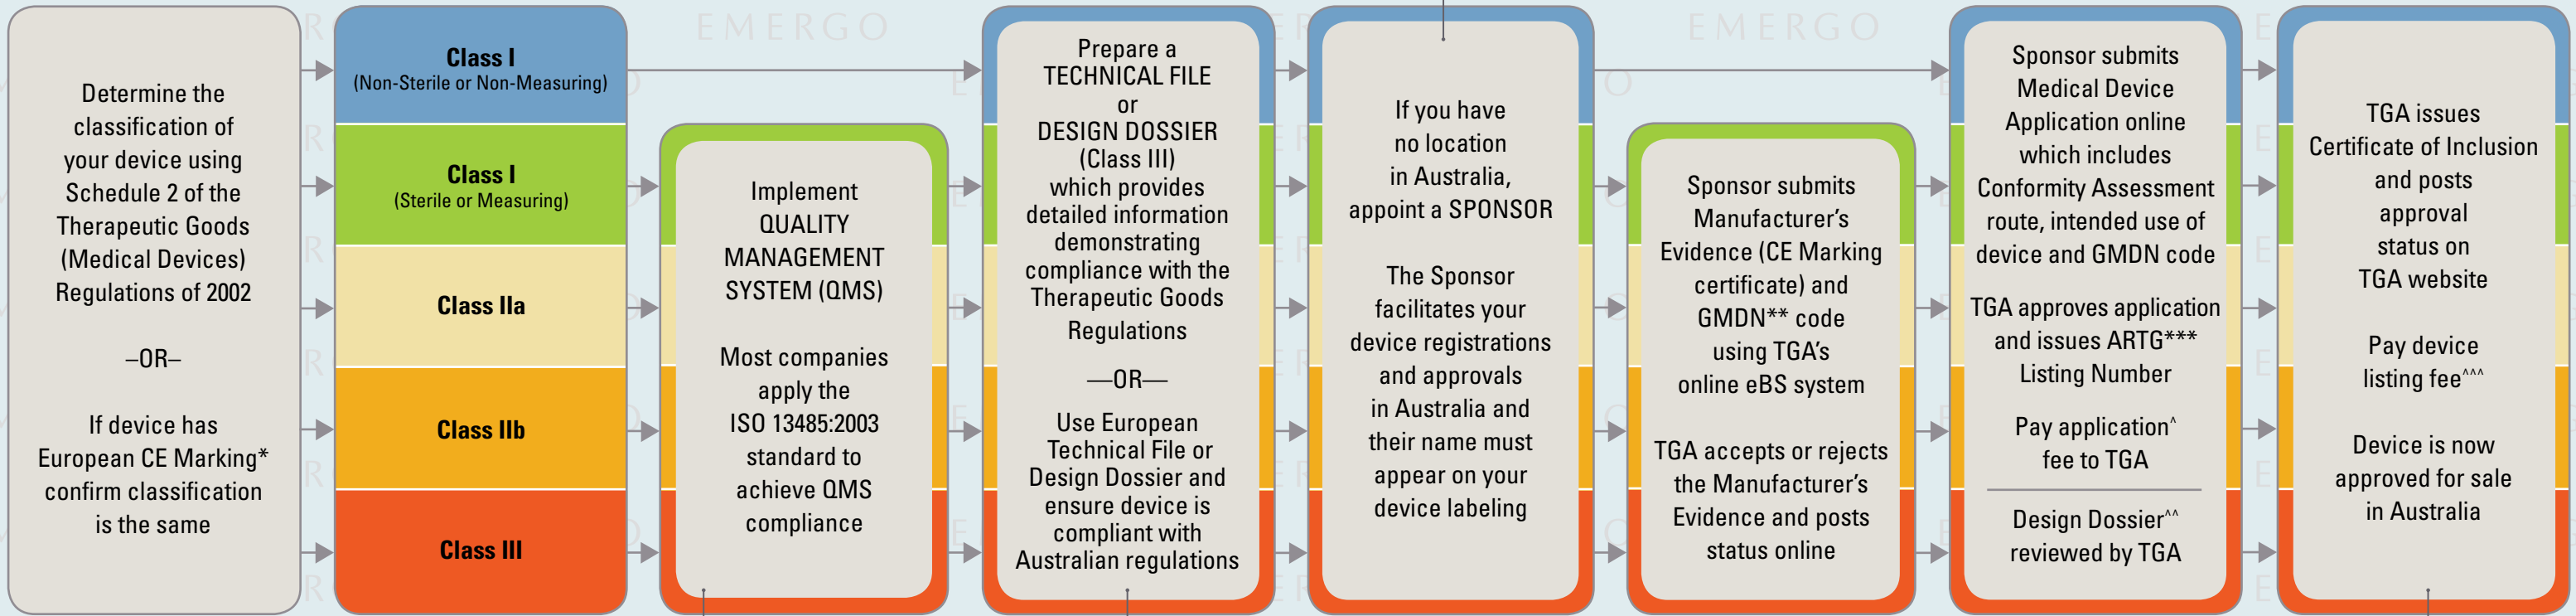 Determine the
classification of
your device using
Schedule 2 of the
Therapeutic Goods
(Medical Devices)
Regulations of 2002
–OR–
If device has
European CE Marking*
confirm classification
is the same
Class I
(Non-Sterile or Non-Measuring)
Class I
(Sterile or Measuring)
Class IIa
Class IIb
Class III
Implement
QUALITY
MANAGEMENT
SYSTEM (QMS)
Most companies
apply the
ISO 13485:2003
standard to
achieve QMS
compliance
Prepare a
TECHNICAL FILE
or
DESIGN DOSSIER
(Class III)
which provides
detailed information
demonstrating
compliance with the
Therapeutic Goods
Regulations
—OR—
Use European
Technical File or
Design Dossier and
ensure device is
compliant with
Australian regulations
If you have
no location
in Australia,
appoint a SPONSOR
The Sponsor
facilitates your
device registrations
and approvals
in Australia and
their name must
appear on your
device labeling
Sponsor submits
Manufacturer's
Evidence (CE Marking
certificate) and
GMDN** code
using TGA's
online eBS system
TGA accepts or rejects
the Manufacturer's
Evidence and posts
status online
Sponsor submits
Medical Device
Application online
which includes
Conformity Assessment
route, intended use of
device and GMDN code
TGA approves application
and issues ARTG***
Listing Number
Pay application^
fee to TGA
Design Dossier^^
reviewed by TGA
TGA issues
Certificate of Inclusion
and posts
approval
status on
TGA website
Pay device
listing fee^^^
Device is now
approved for sale
in Australia
EMERGO
EMERGO